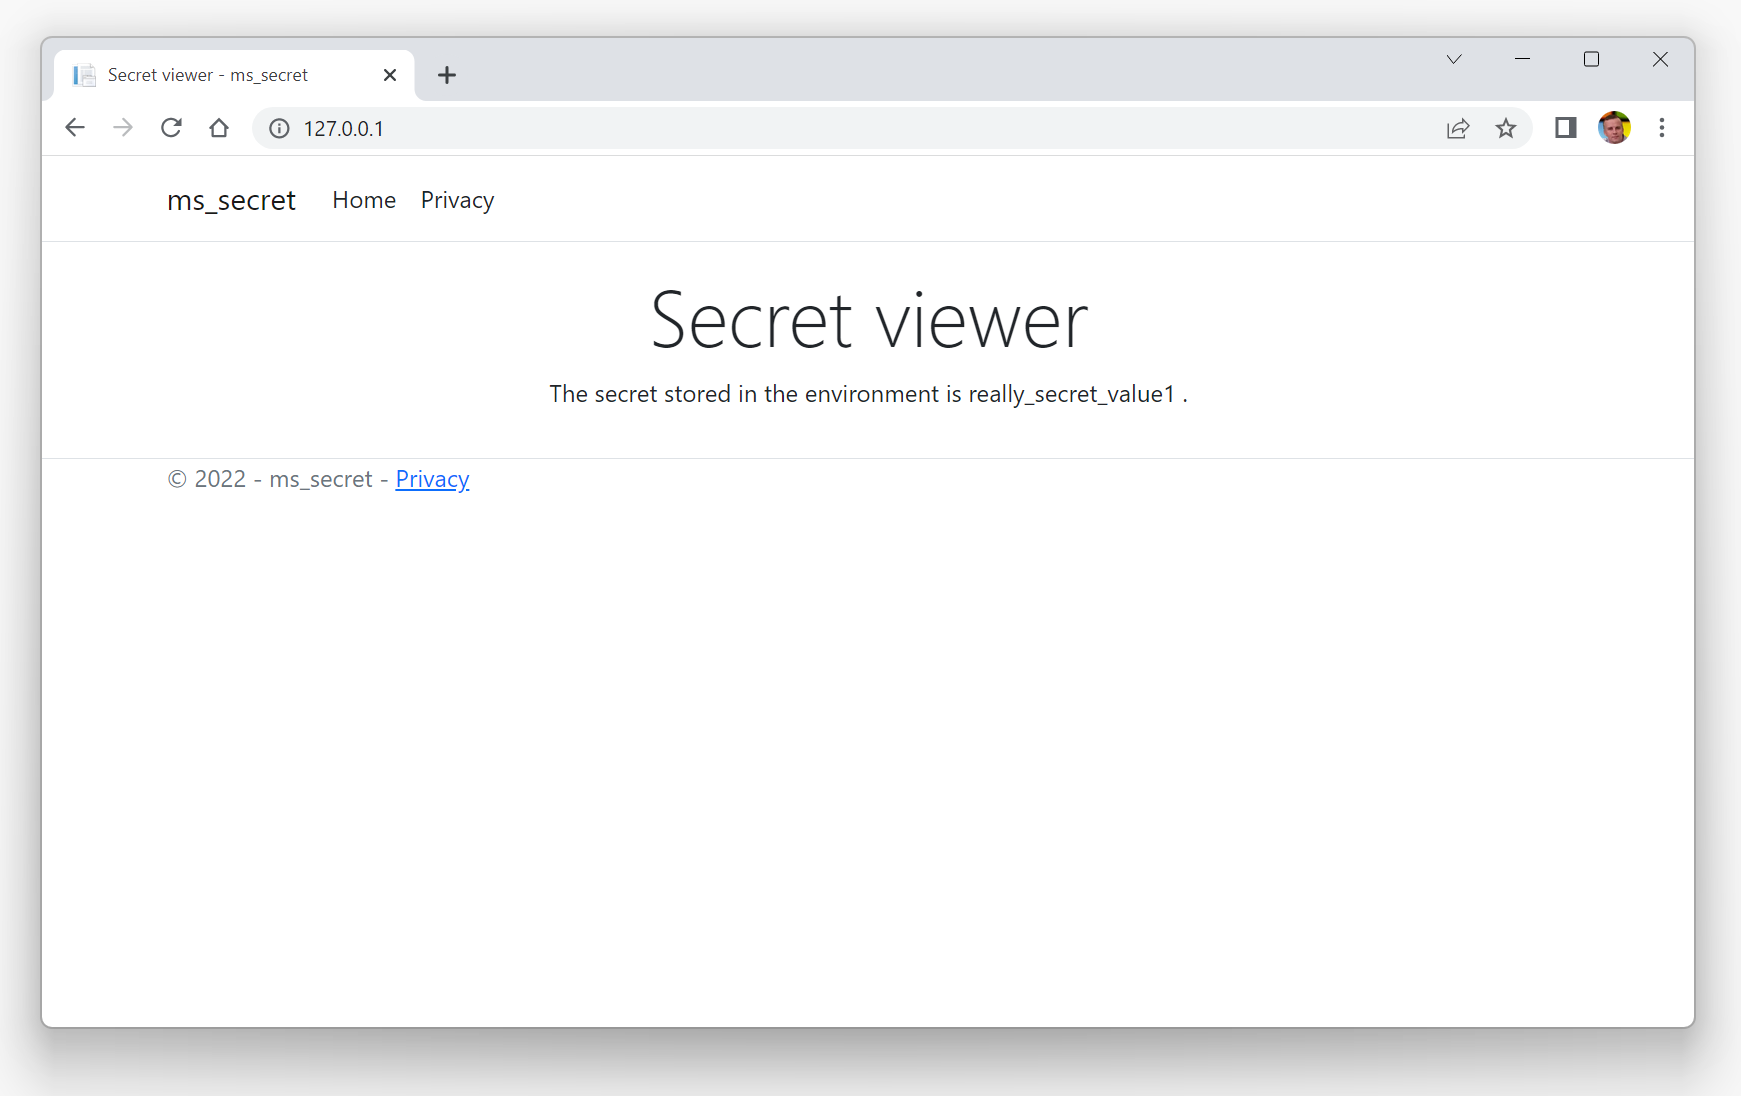 Secret viewer - ms_secret
127.0.0.1
ms_secret Home Privacy
Secret viewer
The secret stored in the environment is really_secret_value1 .
© 2022 - ms_secret - Privacy